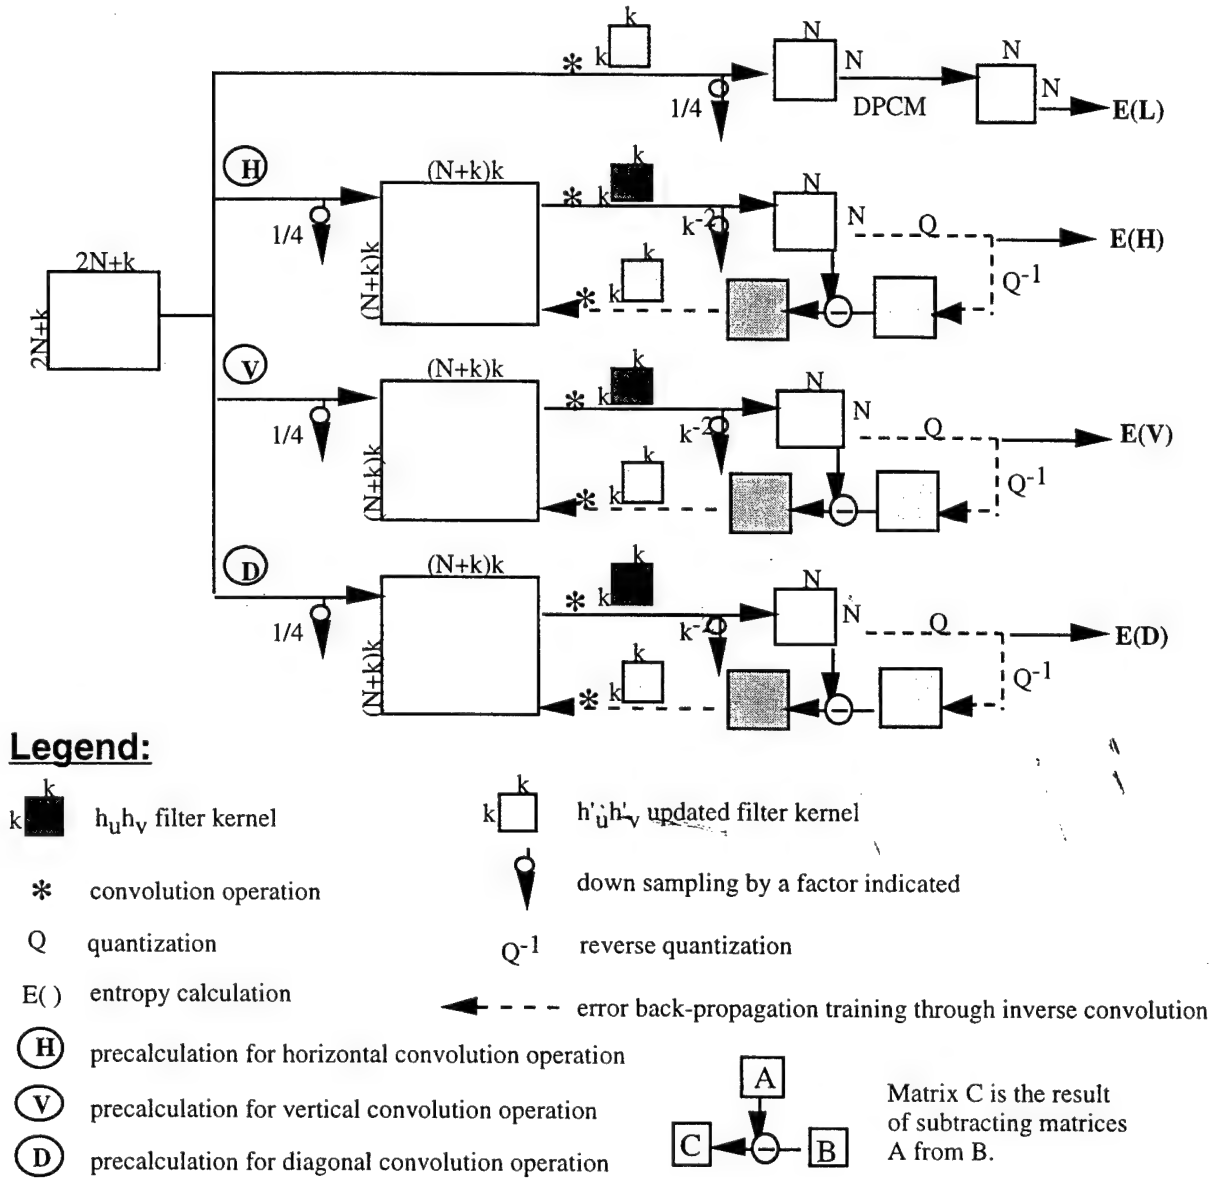 k
k
*
N
N
1/4
DPCM
N
N
E(L)
H
1/4
(N+k)k
(N+k)k
*
k
k
k-2
N
N
Q
E(H)
Q-1
*
k
2N+k
2N+k
V
1/4
(N+k)k
(N+k)k
*
k
k
k-2
N
N
Q
E(V)
Q-1
*
k
k
D
1/4
(N+k)k
(N+k)k
*
k
k
k-2
N
N
Q
E(D)
Q-1
*
k
k
Legend:
k
k
huhv filter kernel
k
k
h'uh'v updated filter kernel
* convolution operation
down sampling by a factor indicated
Q quantization
Q-1 reverse quantization
E( ) entropy calculation
error back-propagation training through inverse convolution
H precalculation for horizontal convolution operation
V precalculation for vertical convolution operation
D precalculation for diagonal convolution operation
A
C
B
Matrix C is the result
of subtracting matrices
A from B.